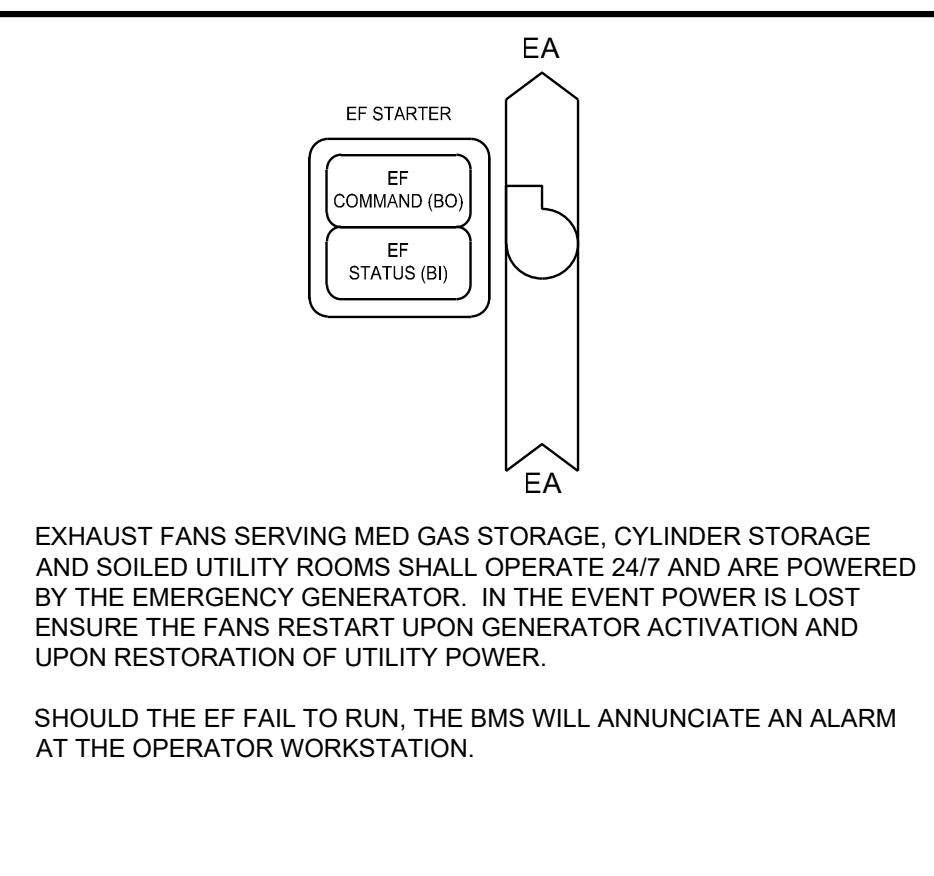 EA
EF STARTER
EF
COMMAND (BO)
EF
STATUS (BI)
EA
EXHAUST FANS SERVING MED GAS STORAGE, CYLINDER STORAGE
AND SOILED UTILITY ROOMS SHALL OPERATE 24/7 AND ARE POWERED
BY THE EMERGENCY GENERATOR. IN THE EVENT POWER IS LOST
ENSURE THE FANS RESTART UPON GENERATOR ACTIVATION AND
UPON RESTORATION OF UTILITY POWER.
SHOULD THE EF FAIL TO RUN, THE BMS WILL ANNUNCIATE AN ALARM
AT THE OPERATOR WORKSTATION.